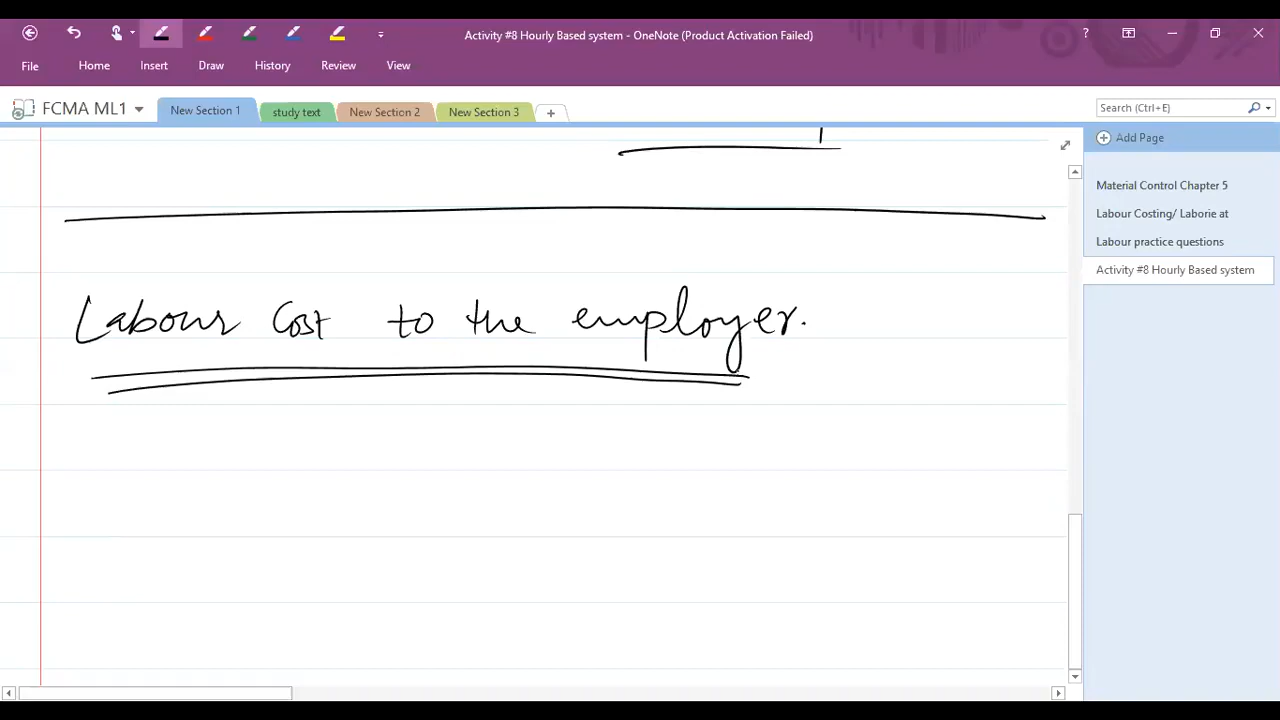 Activity #8 Hourly Based system - OneNote (Product Activation Failed)
?
File Home Insert Draw History Review View
FCMA ML1 New Section 1 study text New Section 2 New Section 3 +
Search (Ctrl+E)
Add Page
Material Control Chapter 5
Labour Costing/ Laborie at
Labour practice questions
Activity #8 Hourly Based system
Labour Cost to the employer.